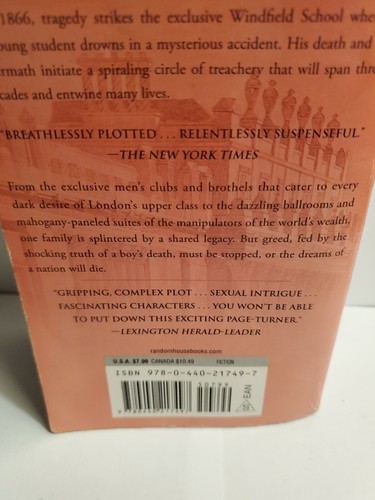 1866, tragedy strikes the exclusive Windfield School
student drowns in a mysterious accident. His death and
initiate a spiraling circle of treachery that will span
and entwine many lives.
"BREATHLESSLY PLOTTED . . . RELENTLESSLY SUSPENSEFUL."
—THE NEW YORK TIMES
From the exclusive men's clubs and brothels that cater to every
dark desire of London's upper class to the dazzling ballrooms and
mahogany-paneled suites of the manipulators of the world's wealth,
one family is splintered by a shared legacy. But greed, fed by the
shocking truth of a boy's death, must be stopped, or the dreams of
a nation will die.
"GRIPPING, COMPLEX PLOT . . . SEXUAL INTRIGUE . . .
FASCINATING CHARACTERS . . . YOU WON'T BE ABLE
TO PUT DOWN THIS EXCITING PAGE-TURNER."
—LEXINGTON HERALD-LEADER
randomhousebooks.com
U.S.A. $7.99 CANADA $10.49 FICTION
ISBN 978-0-440-21749-7
50799
9 780440 217497
EAN